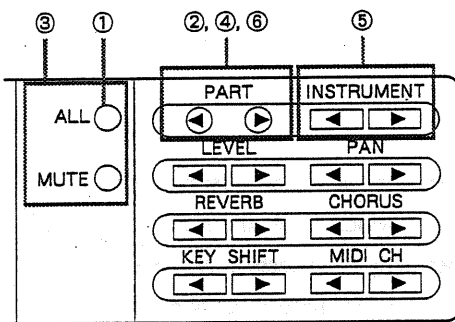 ③ ① ②, ④, ⑥ ⑤
PART INSTRUMENT
ALL
LEVEL PAN
MUTE
REVERB CHORUS
KEY SHIFT MIDI CH